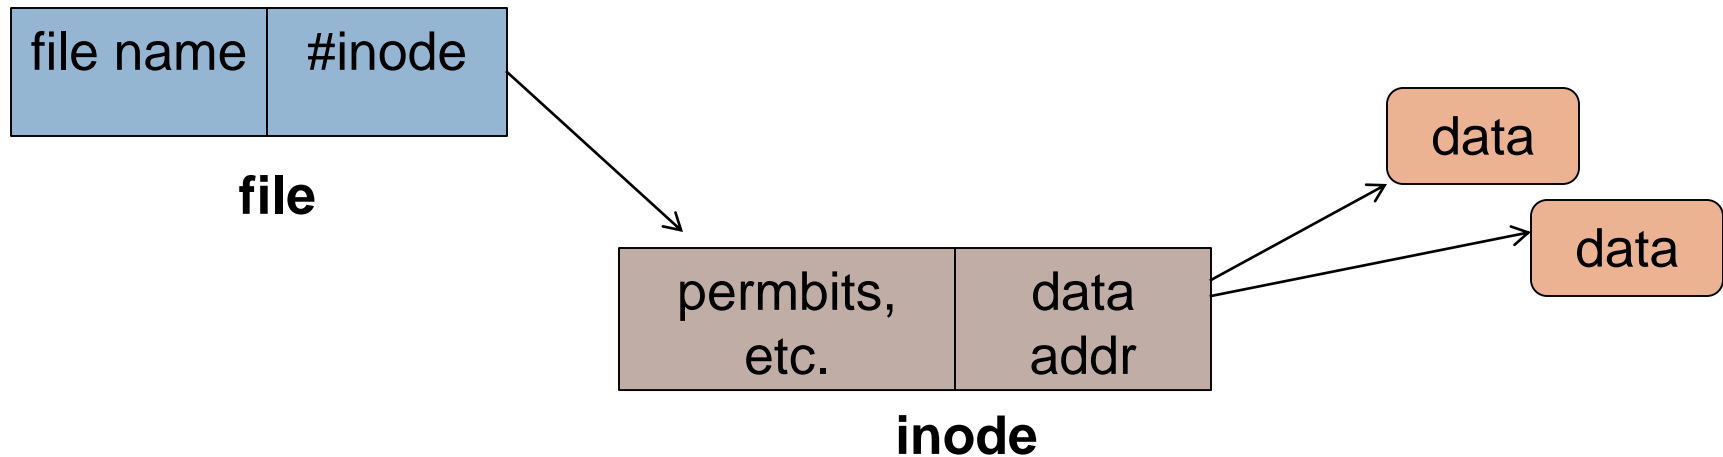 file name
#inode
file
data
data
permbits,
etc.
data
addr
inode